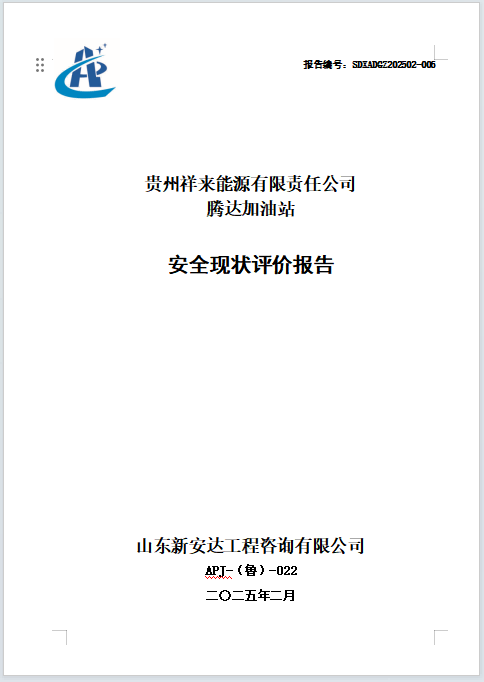 报告编号：SDXADGZ202502-006
贵州祥来能源有限责任公司
腾达加油站
安全现状评价报告
山东新安达工程咨询有限公司
APJ-（鲁）-022
二〇二五年二月